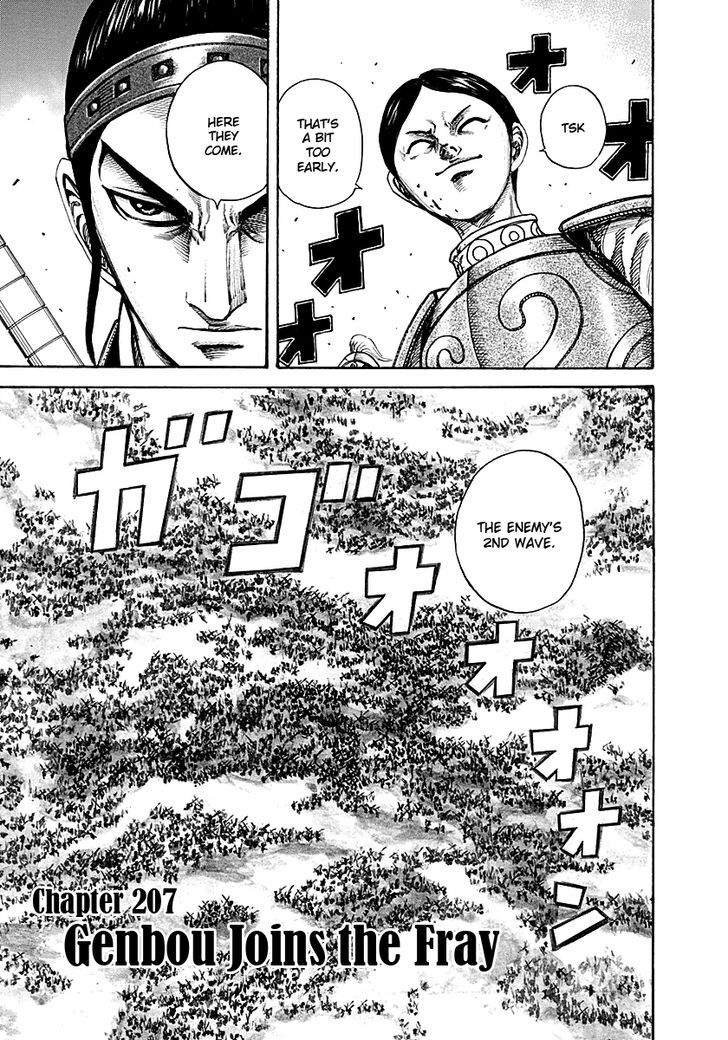 TSK
THAT'S
A BIT
TOO
EARLY.
オ
オ
オ
オ
HERE
THEY
COME.
THE ENEMY'S
2ND WAVE.
ガゴオオオオン
Chapter 207
Genbou Joins the Fray